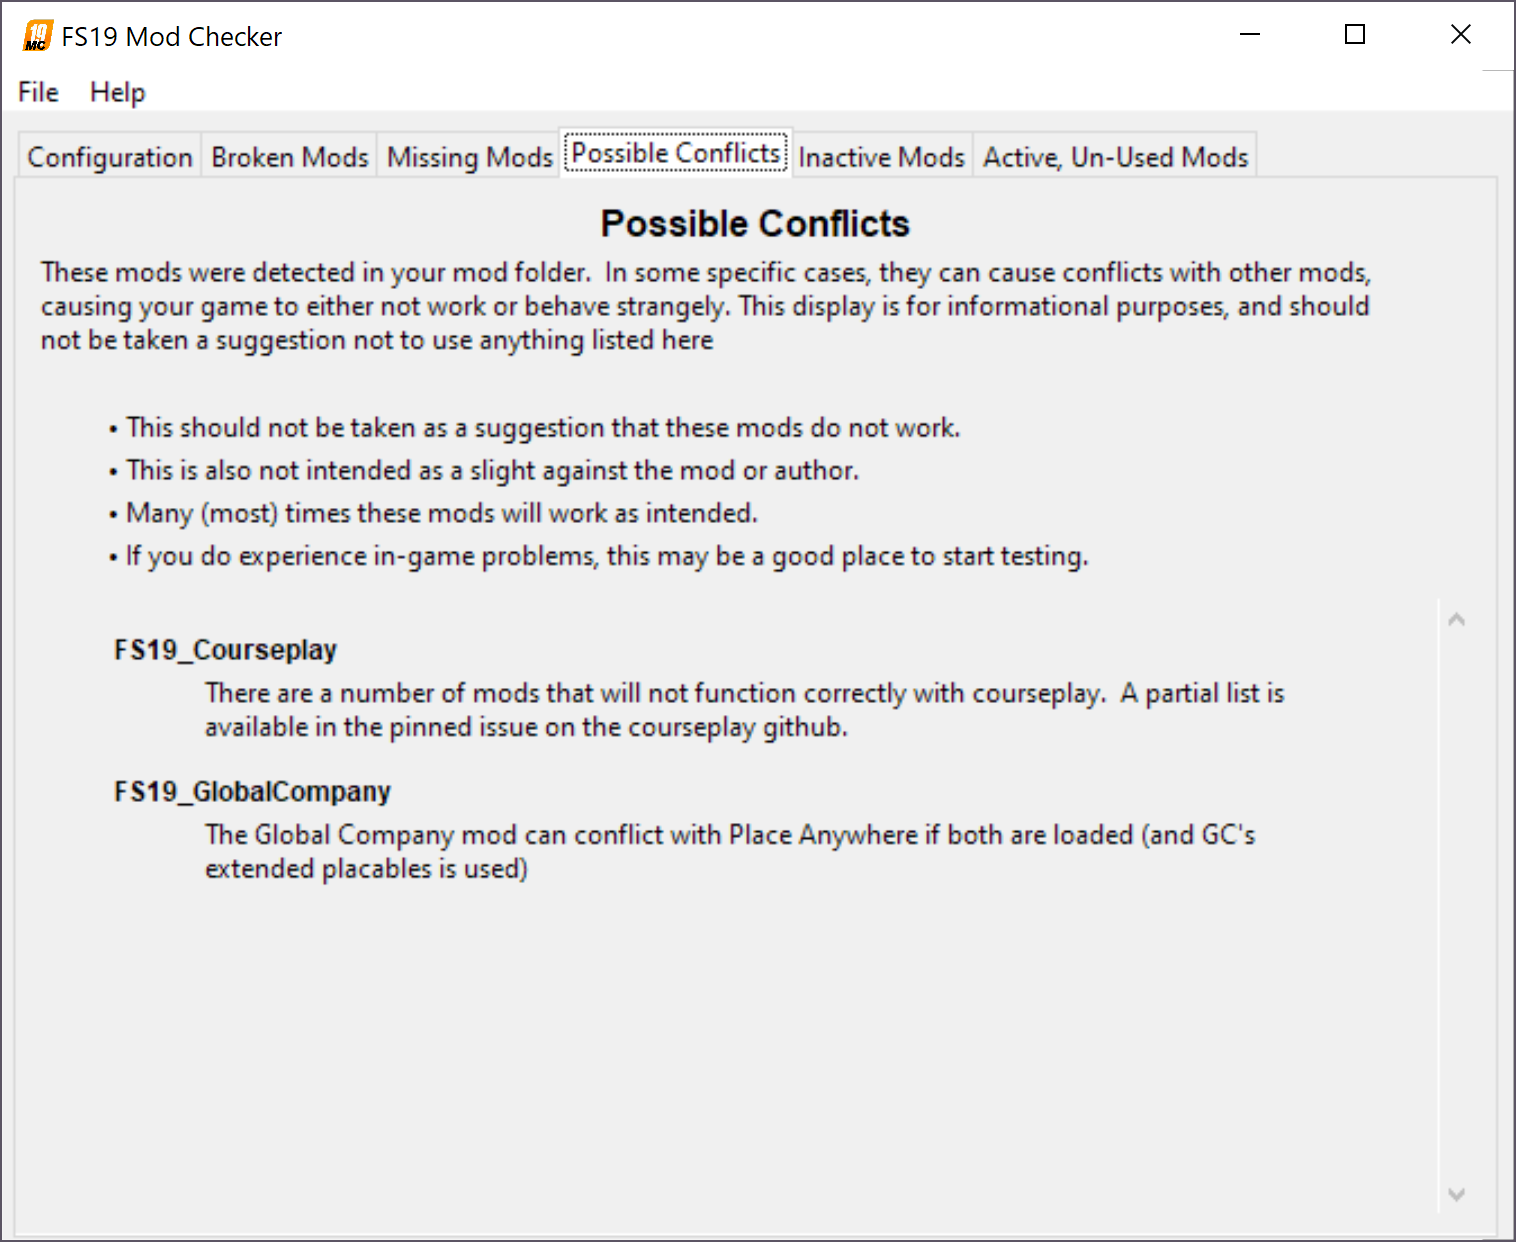 19
MC
FS19 Mod Checker
File Help
Configuration Broken Mods Missing Mods Possible Conflicts Inactive Mods Active, Un-Used Mods
Possible Conflicts
These mods were detected in your mod folder.  In some specific cases, they can cause conflicts with other mods,
causing your game to either not work or behave strangely. This display is for informational purposes, and should
not be taken a suggestion not to use anything listed here
• This should not be taken as a suggestion that these mods do not work.
• This is also not intended as a slight against the mod or author.
• Many (most) times these mods will work as intended.
• If you do experience in-game problems, this may be a good place to start testing.
FS19_Courseplay
There are a number of mods that will not function correctly with courseplay.  A partial list is
available in the pinned issue on the courseplay github.
FS19_GlobalCompany
The Global Company mod can conflict with Place Anywhere if both are loaded (and GC's
extended placables is used)